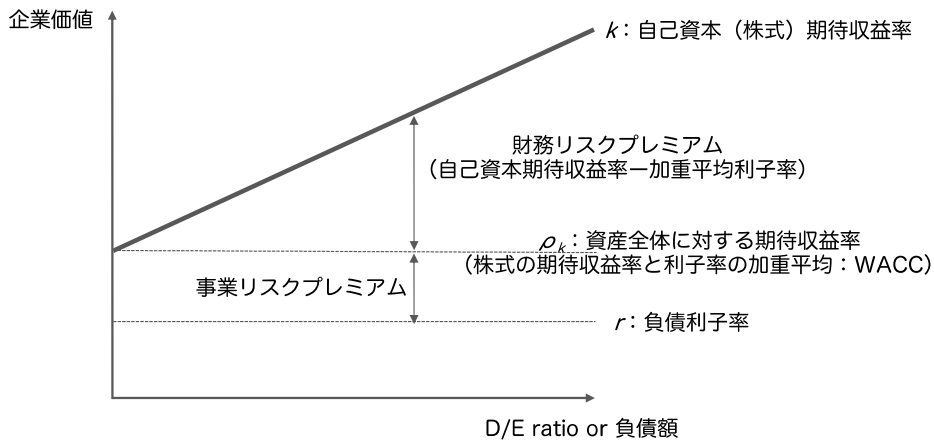 企業価値
k：自己資本（株式）期待収益率
財務リスクプレミアム
（自己資本期待収益率ー加重平均利子率）
ρk：資産全体に対する期待収益率
（株式の期待収益率と利子率の加重平均：WACC）
事業リスクプレミアム
r：負債利子率
D/E ratio or 負債額